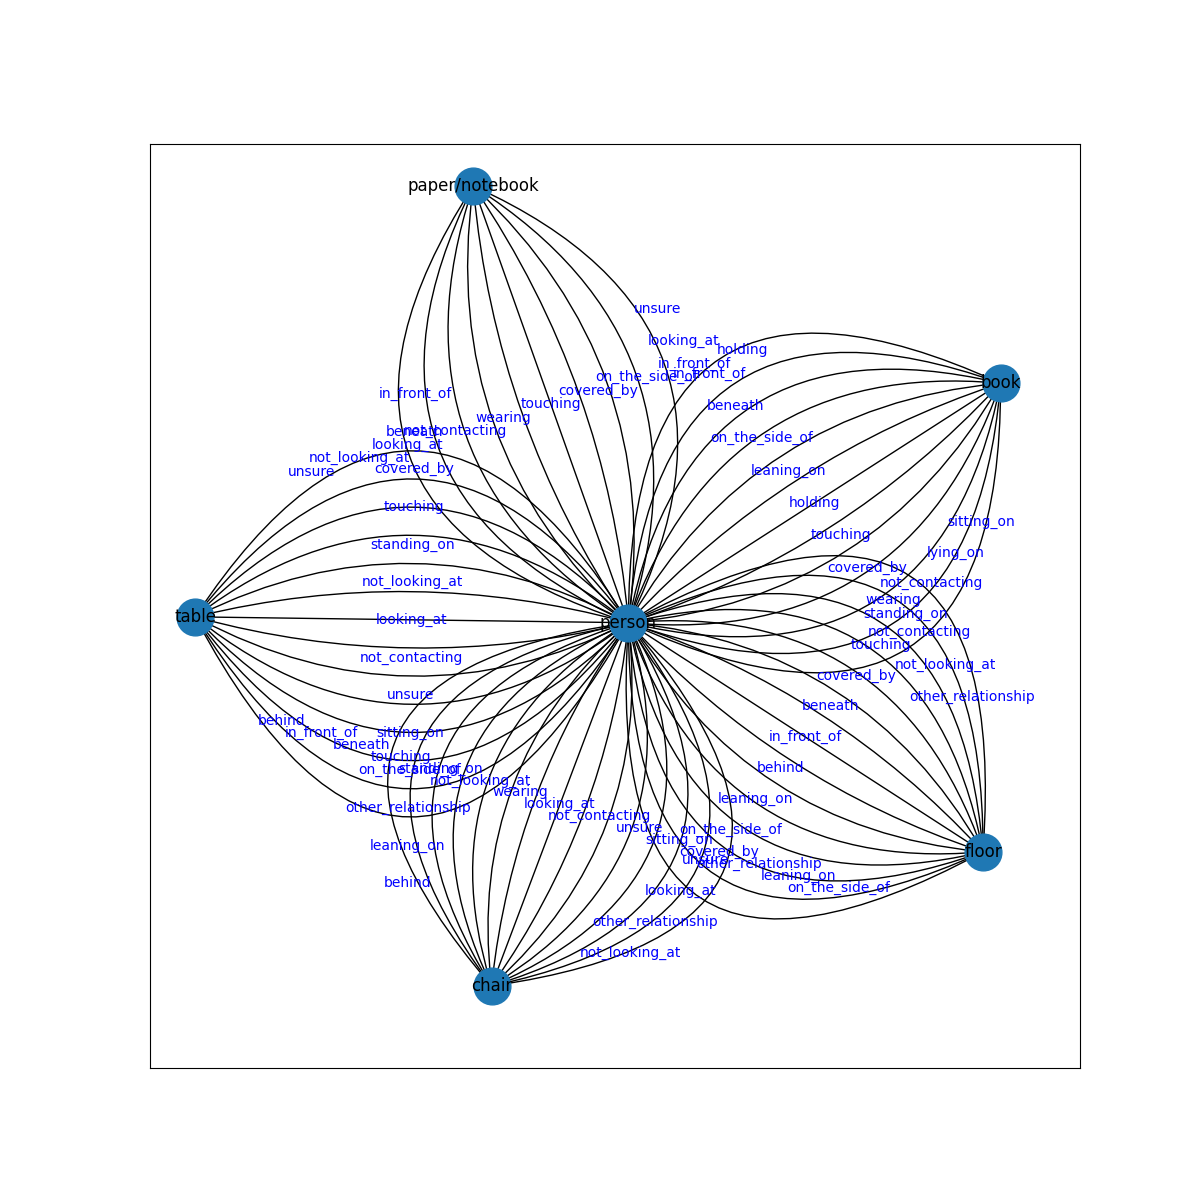 paper/notebook
unsure
looking_at
holding
in_front_of
in_front_of
on_the_side_of
book
covered_by
in_front_of
touching
beneath
wearing
beneath
not_contacting
on_the_side_of
looking_at
not_looking_at
unsure
covered_by
leaning_on
touching
holding
sitting_on
touching
standing_on
lying_on
covered_by
not_looking_at
not_contacting
wearing
standing_on
table
looking_at
person
not_contacting
touching
not_contacting
not_looking_at
covered_by
unsure
other_relationship
beneath
behind
in_front_of
sitting_on
in_front_of
beneath
touching
on_the_side_of
standing_on
behind
not_looking_at
wearing
leaning_on
looking_at
other_relationship
not_contacting
unsure
on_the_side_of
sitting_on
leaning_on
covered_by
floor
unsure
other_relationship
leaning_on
behind
on_the_side_of
looking_at
other_relationship
not_looking_at
chair